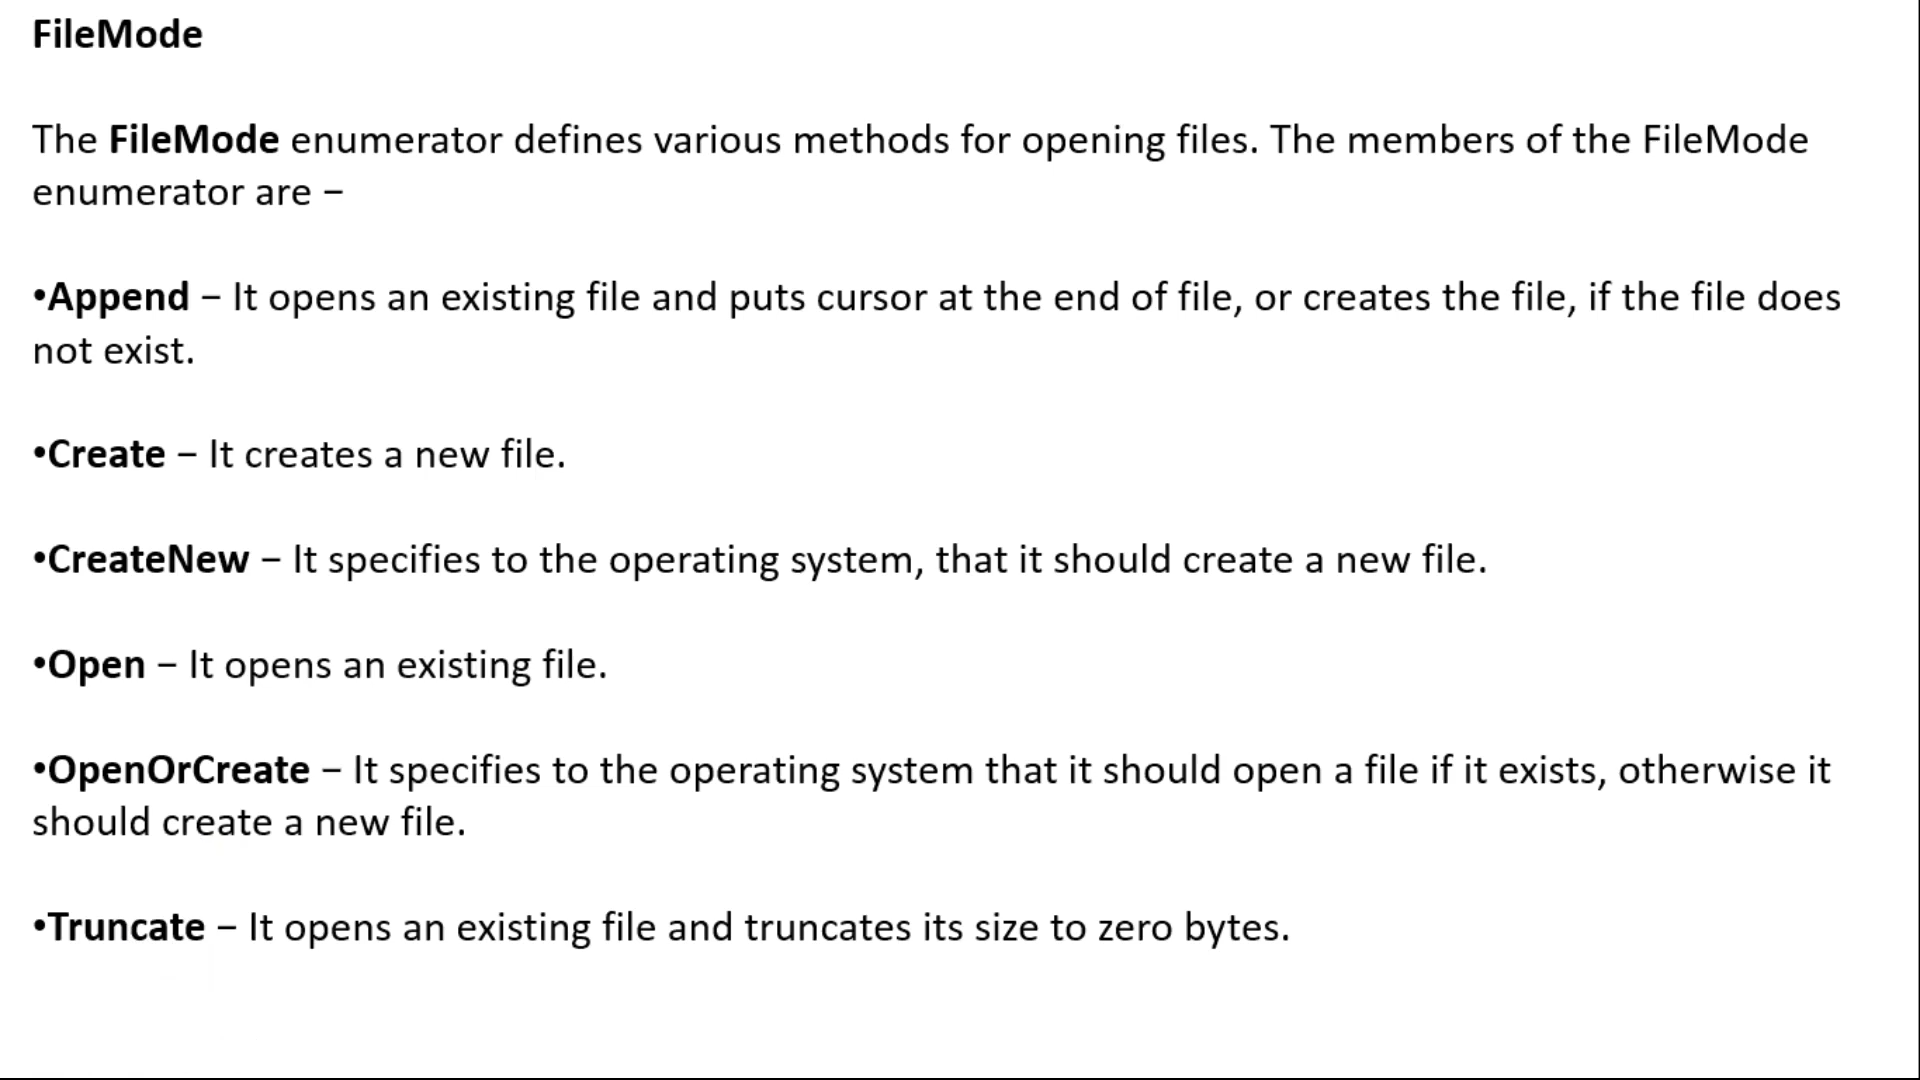 FileMode
The FileMode enumerator defines various methods for opening files. The members of the FileMode
enumerator are −
•Append − It opens an existing file and puts cursor at the end of file, or creates the file, if the file does
not exist.
•Create − It creates a new file.
•CreateNew − It specifies to the operating system, that it should create a new file.
•Open − It opens an existing file.
•OpenOrCreate − It specifies to the operating system that it should open a file if it exists, otherwise it
should create a new file.
•Truncate − It opens an existing file and truncates its size to zero bytes.